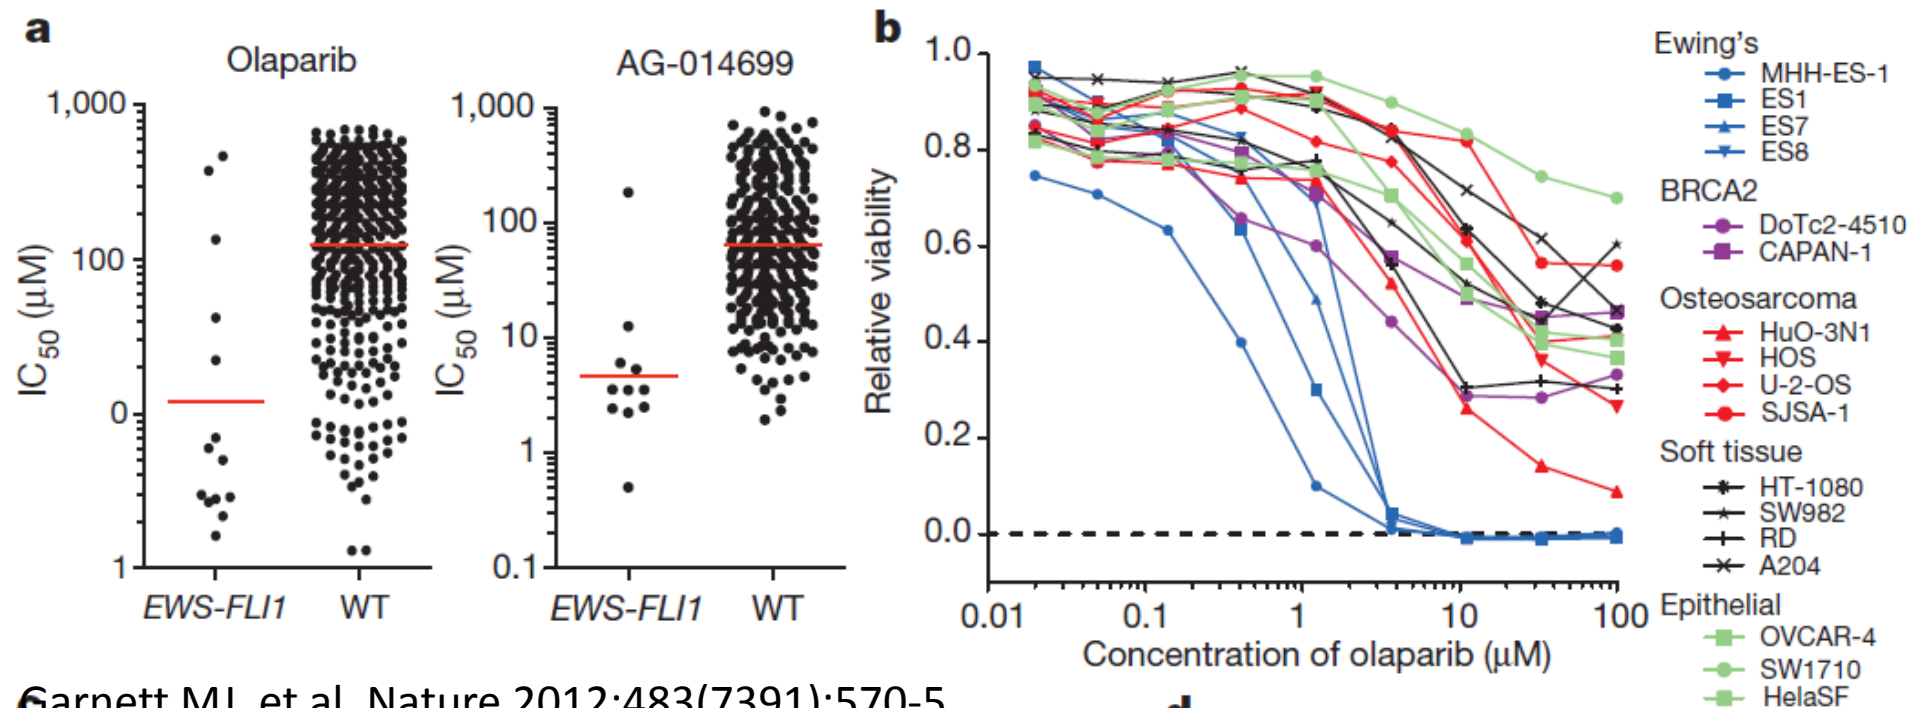 a
Olaparib
AG-014699
1,000
100
0
1
IC50 (μM)
EWS-FLI1 WT
1,000
100
10
1
0.1
IC50 (μM)
EWS-FLI1 WT
b
1.0
0.8
0.6
0.4
0.2
0.0
Relative viability
0.01 0.1 1 10 100
Concentration of olaparib (μM)
Ewing's
MHH-ES-1
ES1
ES7
ES8
BRCA2
DoTc2-4510
CAPAN-1
Osteosarcoma
HuO-3N1
HOS
U-2-OS
SJSA-1
Soft tissue
HT-1080
SW982
RD
A204
Epithelial
OVCAR-4
SW1710
HelaSF
Garnett MJ, et al. Nature 2012;483(7391):570-5
d